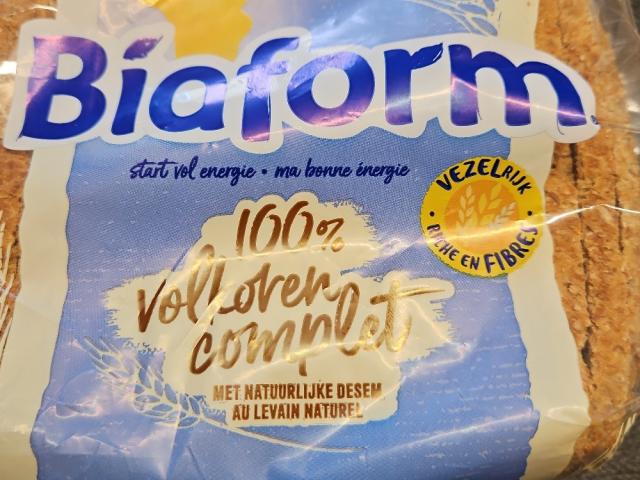 Biaform
start vol energie • ma bonne énergie
VEZELRIJK
RICHE EN FIBRES
100%
volkoren
complet
MET NATUURLIJKE DESEM
AU LEVAIN NATUREL